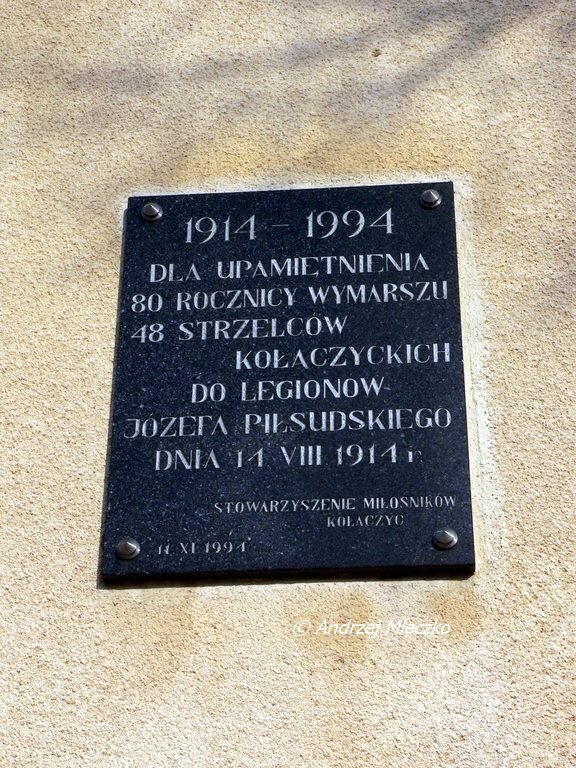 1914 - 1994
DLA UPAMIĘTNIENIA
80 ROCZNICY WYMARSZU
48 STRZELCÓW
KOŁACZYCKICH
DO LEGIONÓW
JÓZEFA PIŁSUDSKIEGO
DNIA 14 VIII 1914 r.
STOWARZYSZENIE MIŁOŚNIKÓW
KOŁACZYC
11 XI 1994
© Andrzej Mleczko